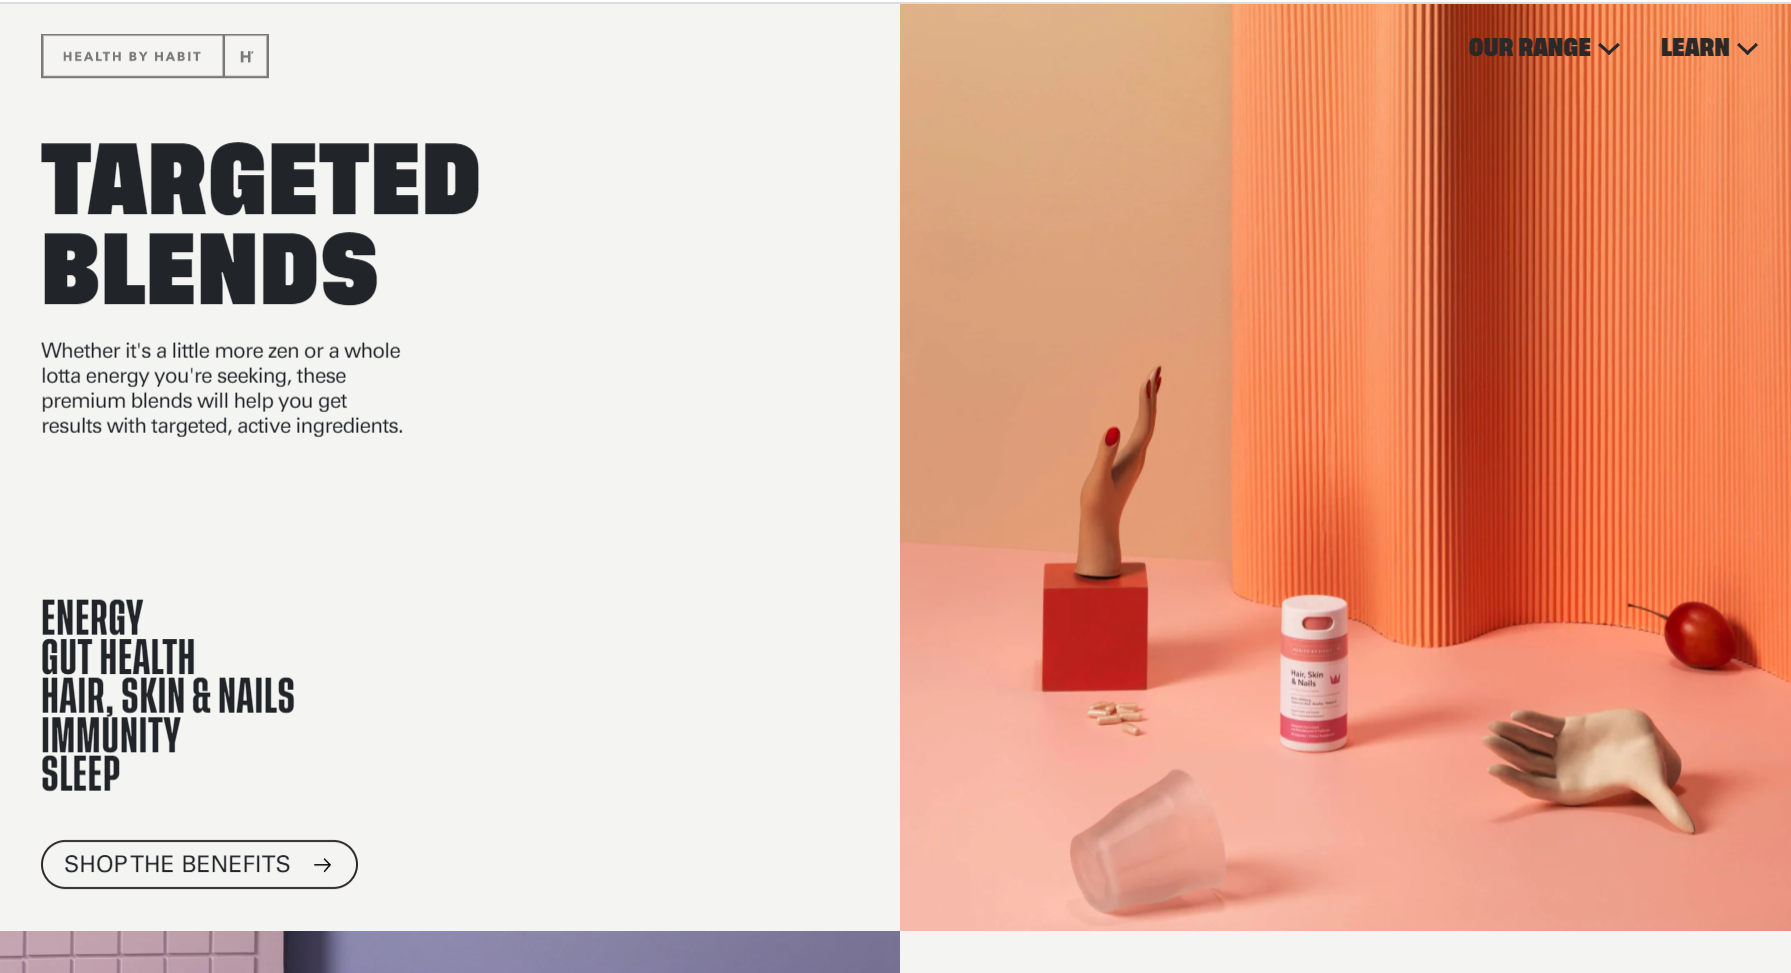 HEALTH BY HABIT H
OUR RANGE
LEARN
TARGETED
BLENDS
Whether it's a little more zen or a whole
lotta energy you're seeking, these
premium blends will help you get
results with targeted, active ingredients.
ENERGY
GUT HEALTH
HAIR, SKIN & NAILS
IMMUNITY
SLEEP
SHOP THE BENEFITS
Hair, Skin
& Nails